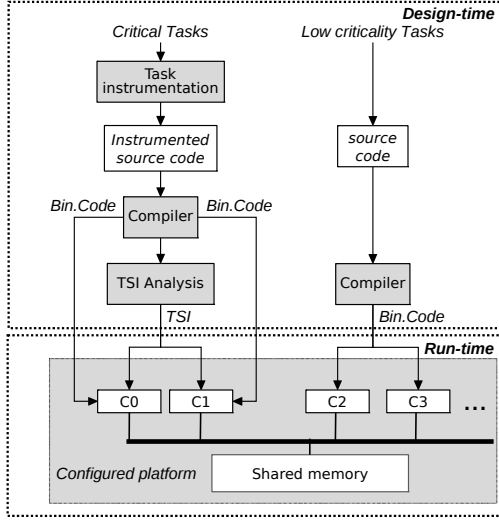 Design-time
Critical Tasks
Low criticality Tasks
Task
instrumentation
Instrumented
source code
source
code
Bin.Code
Bin.Code
Compiler
TSI Analysis
Compiler
TSI
Bin.Code
Run-time
C0
C1
C2
C3
...
Configured platform
Shared memory